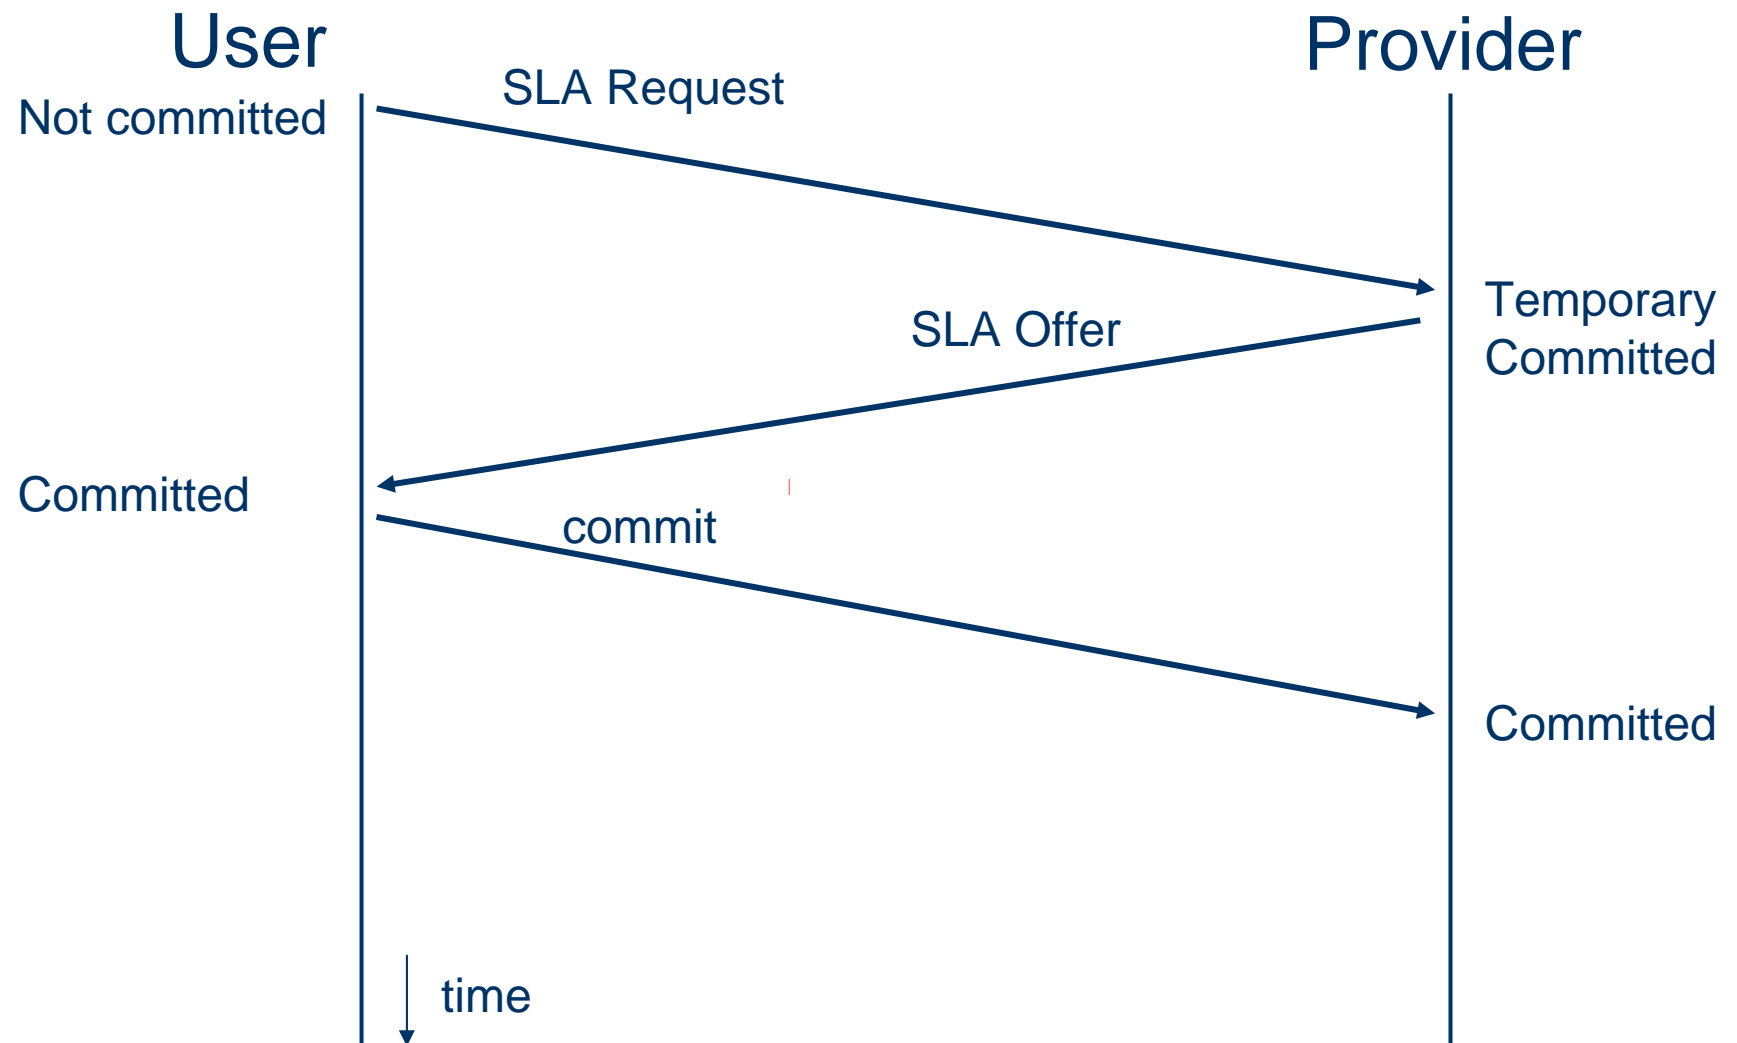 User
Provider
SLA Request
Not committed
Temporary
SLA Offer
Committed
Committed
commit
Committed
time